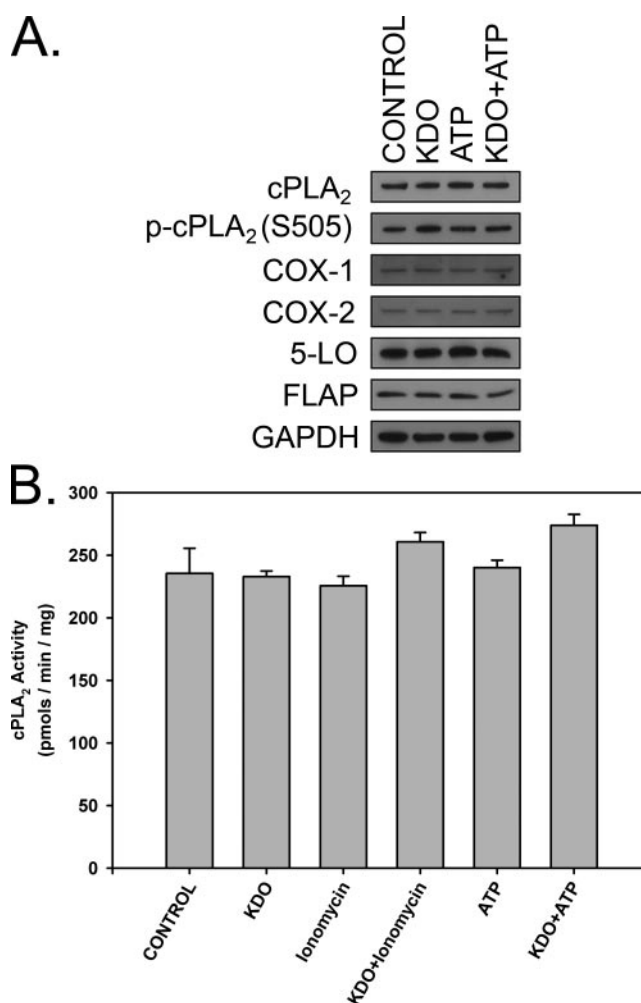 A.
CONTROL
KDO
ATP
KDO+ATP
cPLA₂
p-cPLA₂ (S505)
COX-1
COX-2
5-LO
FLAP
GAPDH
B.
300
250
200
150
100
50
0
cPLA₂ Activity
(pmols / min / mg)
CONTROL
KDO
Ionomycin
KDO+Ionomycin
ATP
KDO+ATP